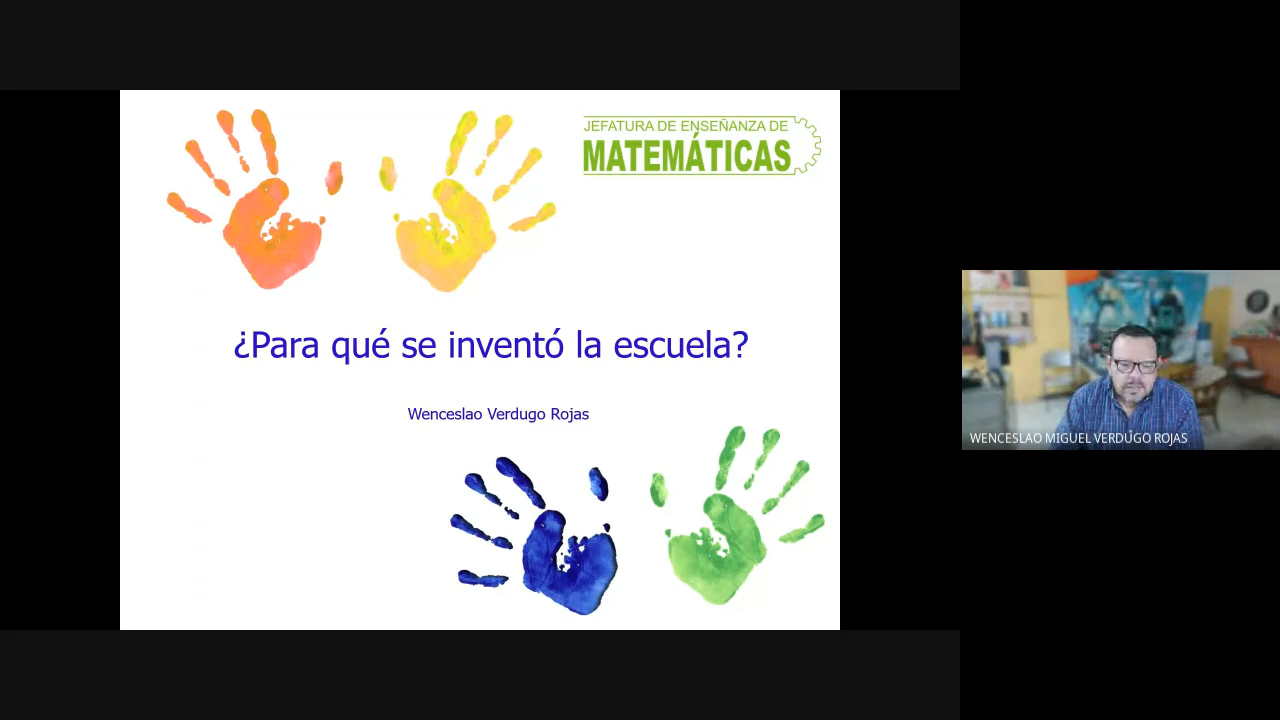 JEFATURA DE ENSEÑANZA DE
MATEMÁTICAS
¿Para qué se inventó la escuela?
Wenceslao Verdugo Rojas
WENCESLAO MIGUEL VERDUGO ROJAS